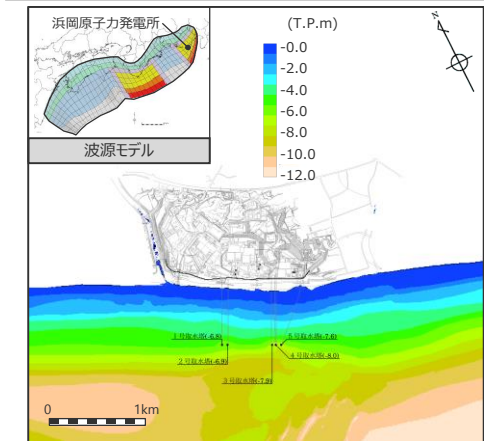 浜岡原子力発電所
波源モデル
(T.P.m)
-0.0
-2.0
-4.0
-6.0
-8.0
-10.0
-12.0
N
1号取水塔(-6.8)
5号取水塔(-7.6)
2号取水塔(-6.9)
4号取水塔(-8.0)
3号取水塔(-7.9)
0 1km